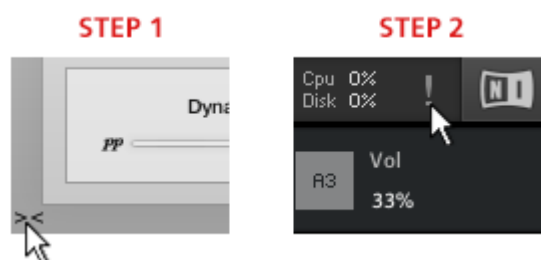 STEP 1
STEP 2
Dyna
pp
><
Cpu 0%
Disk 0%
!
NI
A3
Vol
33%